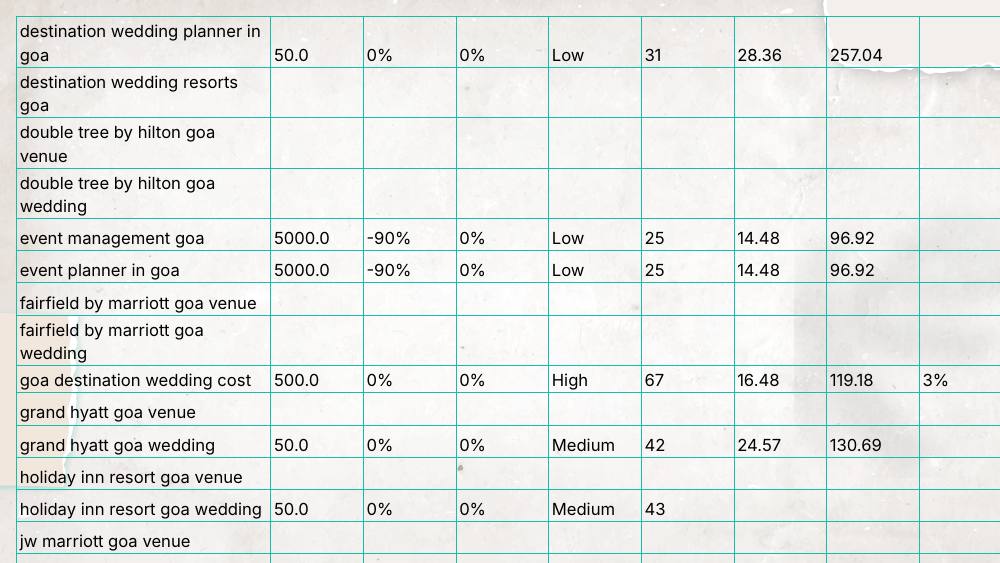 destination wedding planner in
goa 50.0 0% 0% Low 31 28.36 257.04
destination wedding resorts
goa
double tree by hilton goa
venue
double tree by hilton goa
wedding
event management goa 5000.0 -90% 0% Low 25 14.48 96.92
event planner in goa 5000.0 -90% 0% Low 25 14.48 96.92
fairfield by marriott goa venue
fairfield by marriott goa
wedding
goa destination wedding cost 500.0 0% 0% High 67 16.48 119.18 3%
grand hyatt goa venue
grand hyatt goa wedding 50.0 0% 0% Medium 42 24.57 130.69
holiday inn resort goa venue
holiday inn resort goa wedding 50.0 0% 0% Medium 43
jw marriott goa venue